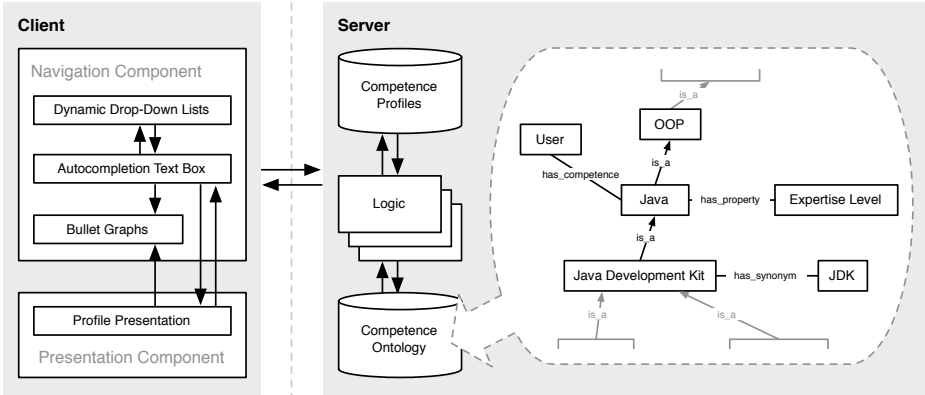 Client
Navigation Component
Dynamic Drop-Down Lists
Autocompletion Text Box
Bullet Graphs
Profile Presentation
Presentation Component
Server
Competence
Profiles
Logic
Competence
Ontology
is_a
OOP
User
is_a
has_competence
Java
has_property
Expertise Level
is_a
Java Development Kit
has_synonym
JDK
is_a
is_a